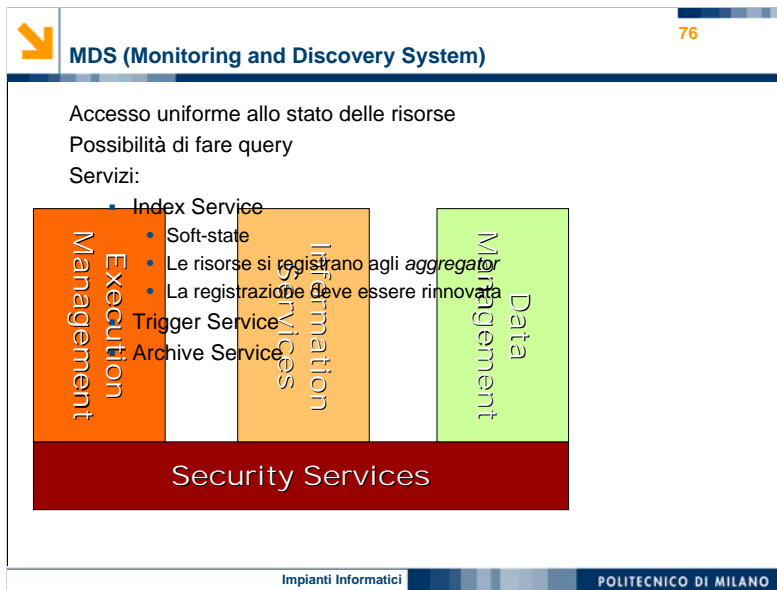 76
MDS (Monitoring and Discovery System)
Accesso uniforme allo stato delle risorse
Possibilità di fare query
Servizi:
Index Service
Soft-state
Le risorse si registrano agli aggregator
La registrazione deve essere rinnovata
Trigger Service
Archive Service
Execution
Management
Information
Services
Data
Management
Security Services
Impianti Informatici
POLITECNICO DI MILANO